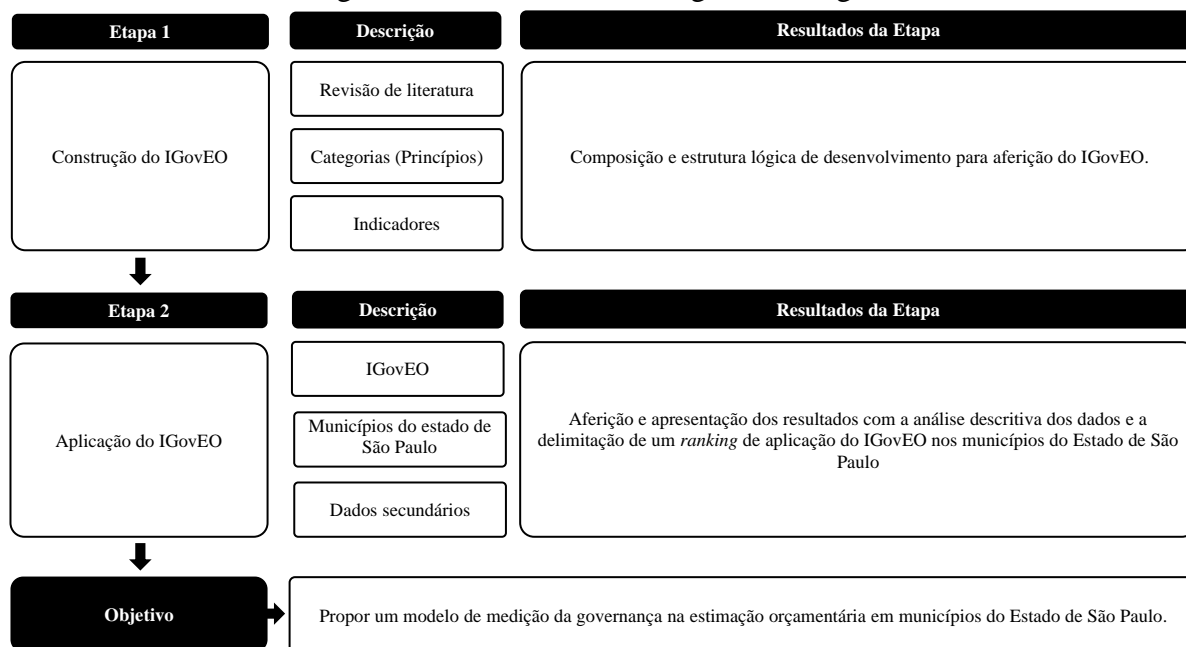 Etapa 1
Descrição
Resultados da Etapa
Construção do IGovEO
Revisão de literatura
Categorias (Princípios)
Indicadores
Composição e estrutura lógica de desenvolvimento para aferição do IGovEO.
Etapa 2
Descrição
Resultados da Etapa
Aplicação do IGovEO
IGovEO
Municípios do estado de
São Paulo
Dados secundários
Aferição e apresentação dos resultados com a análise descritiva dos dados e a
delimitação de um ranking de aplicação do IGovEO nos municípios do Estado de São
Paulo
Objetivo
Propor um modelo de medição da governança na estimação orçamentária em municípios do Estado de São Paulo.